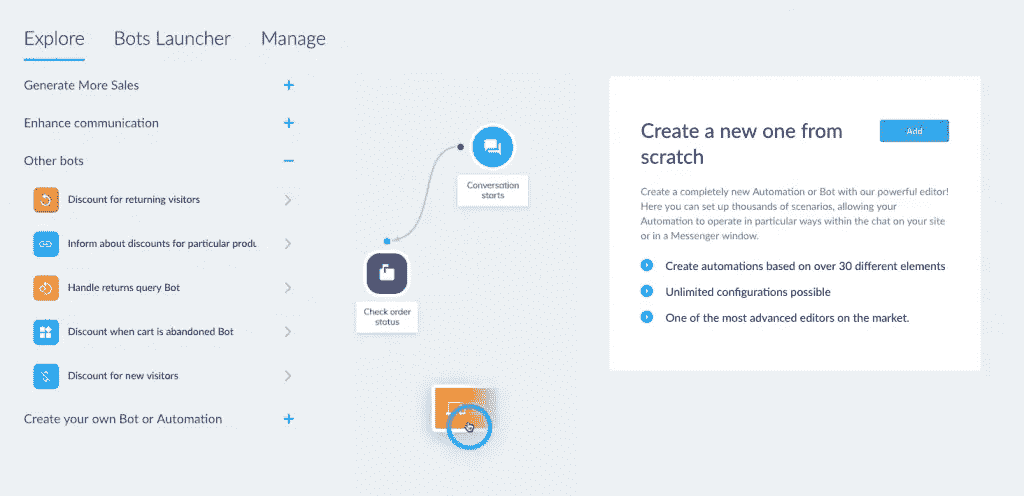 Explore Bots Launcher Manage
Generate More Sales
Enhance communication
Other bots
Discount for returning visitors
Inform about discounts for particular produ
Handle returns query Bot
Discount when cart is abandoned Bot
Discount for new visitors
Create your own Bot or Automation
Conversation
starts
Check order
status
Create a new one from
scratch
Add
Create a completely new Automation or Bot with our powerful editor!
Here you can set up thousands of scenarios, allowing your
Automation to operate in particular ways within the chat on your site
or in a Messenger window.
Create automations based on over 30 different elements
Unlimited configurations possible
One of the most advanced editors on the market.